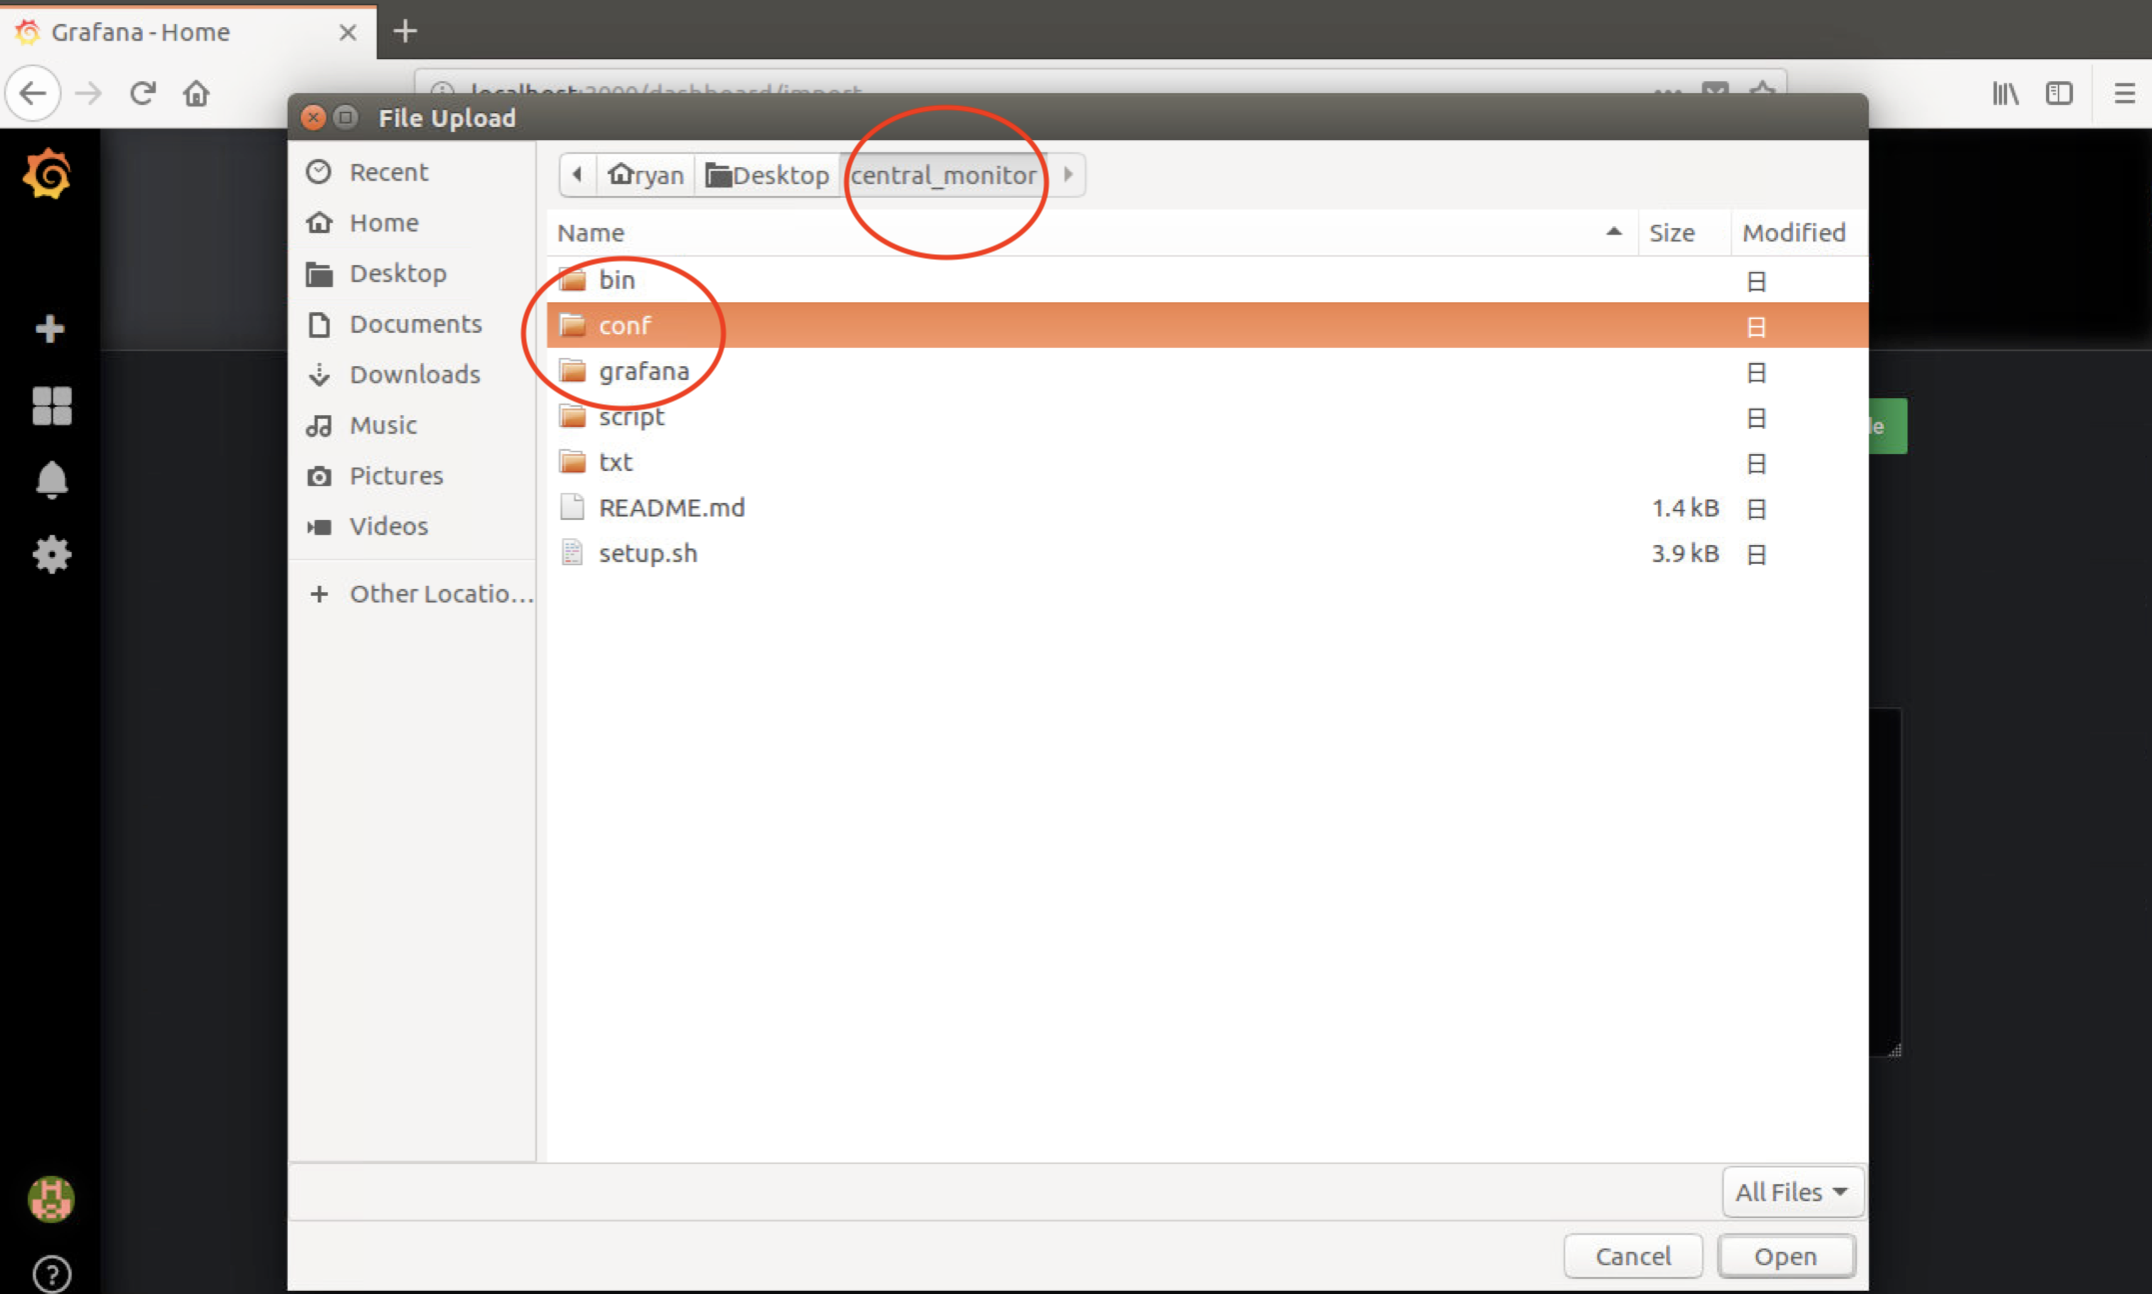 Grafana - Home
localhost:3000/dashboard/import
File Upload
Recent
Home
Desktop
Documents
Downloads
Music
Pictures
Videos
Other Locatio...
ryan Desktop central_monitor
Name Size Modified
bin 日
conf 日
grafana 日
script 日
txt 日
README.md 1.4 kB 日
setup.sh 3.9 kB 日
le
All Files
Cancel Open